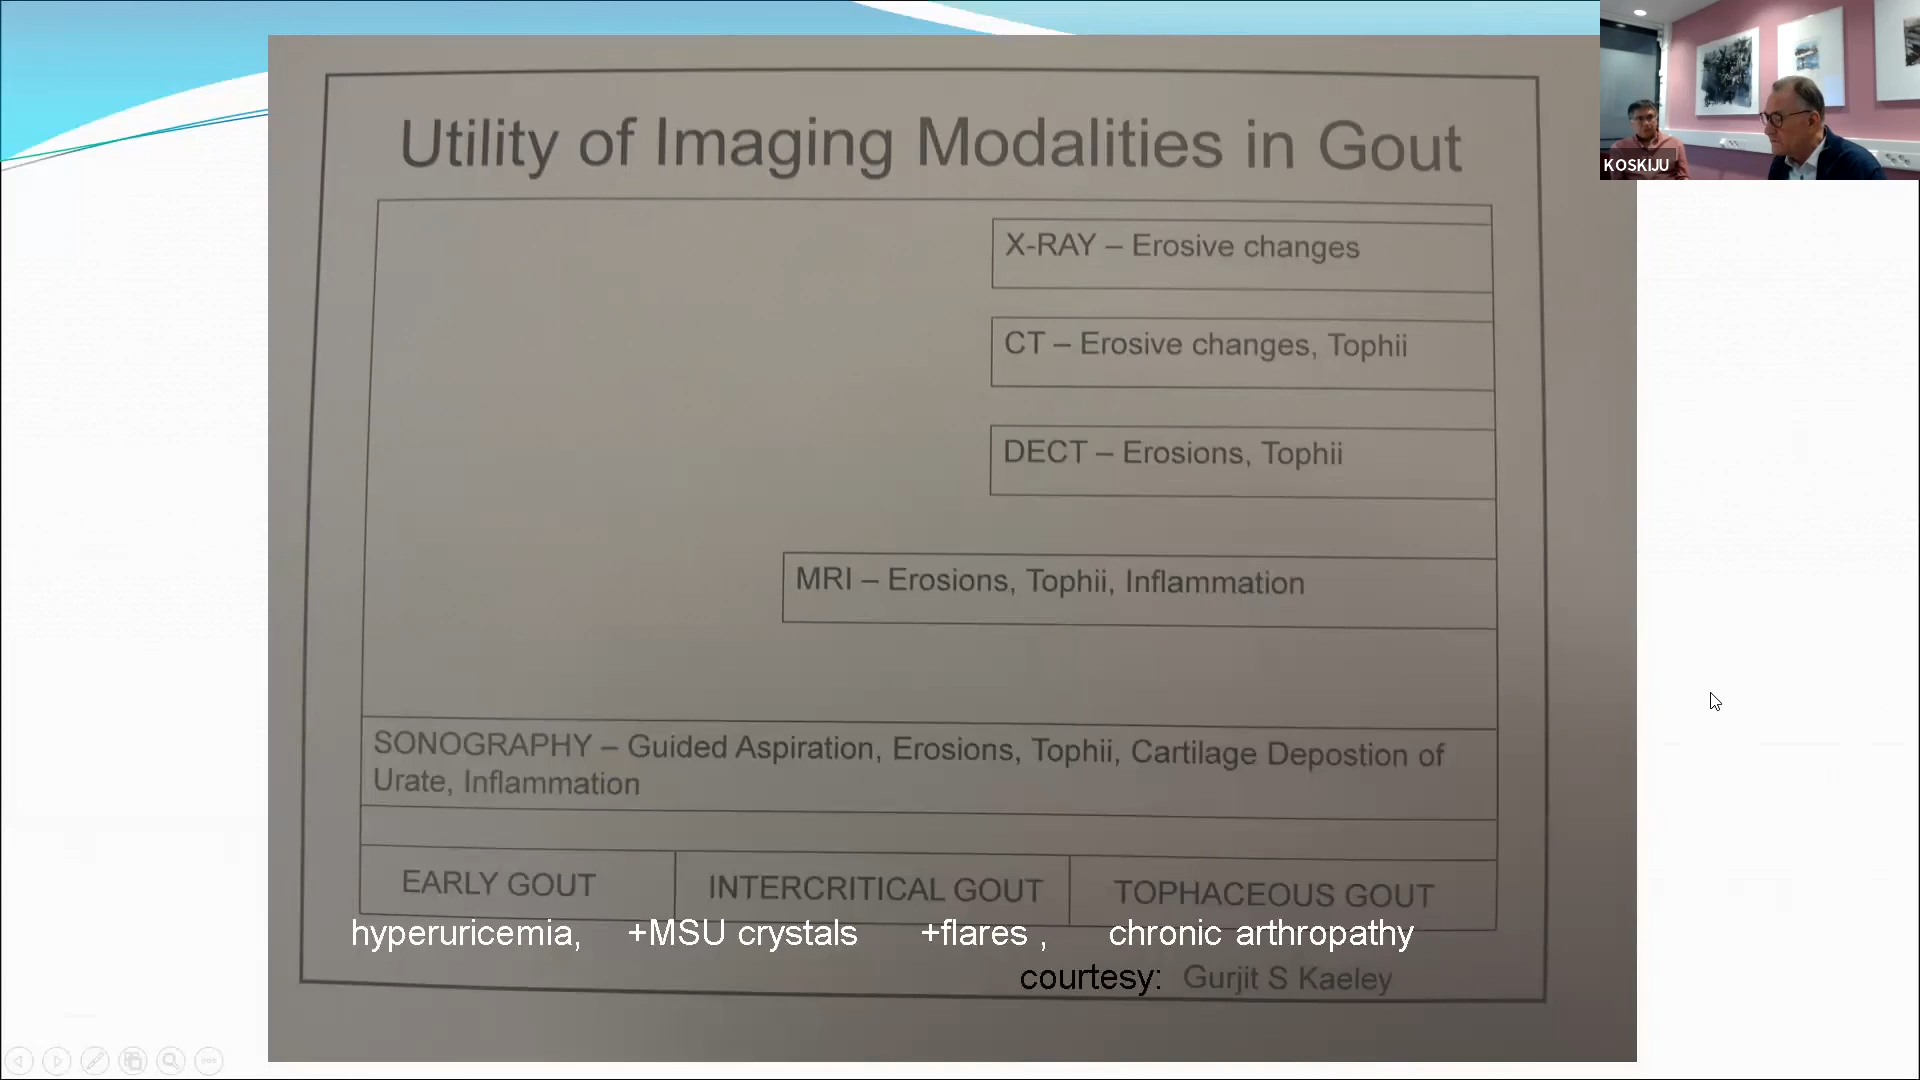 KOSKIJU
Utility of Imaging Modalities in Gout
X-RAY – Erosive changes
CT – Erosive changes, Tophii
DECT – Erosions, Tophii
MRI – Erosions, Tophii, Inflammation
SONOGRAPHY – Guided Aspiration, Erosions, Tophii, Cartilage Depostion of
Urate, Inflammation
EARLY GOUT INTERCRITICAL GOUT TOPHACEOUS GOUT
hyperuricemia, +MSU crystals +flares , chronic arthropathy
courtesy: Gurjit S Kaeley